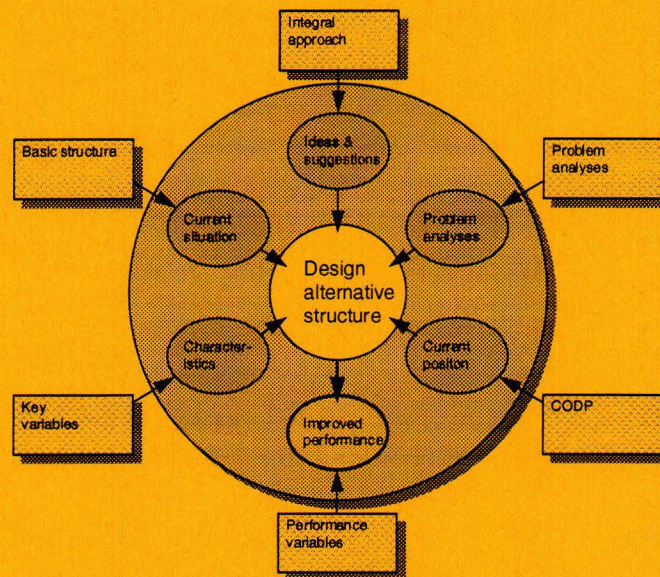 Integral
approach
Ideas &
suggestions
Basic structure
Problem
analyses
Current
situation
Problem
analyses
Design
alternative
structure
Character-
istics
Current
positon
Key
variables
CODP
Improved
performance
Performance
variables